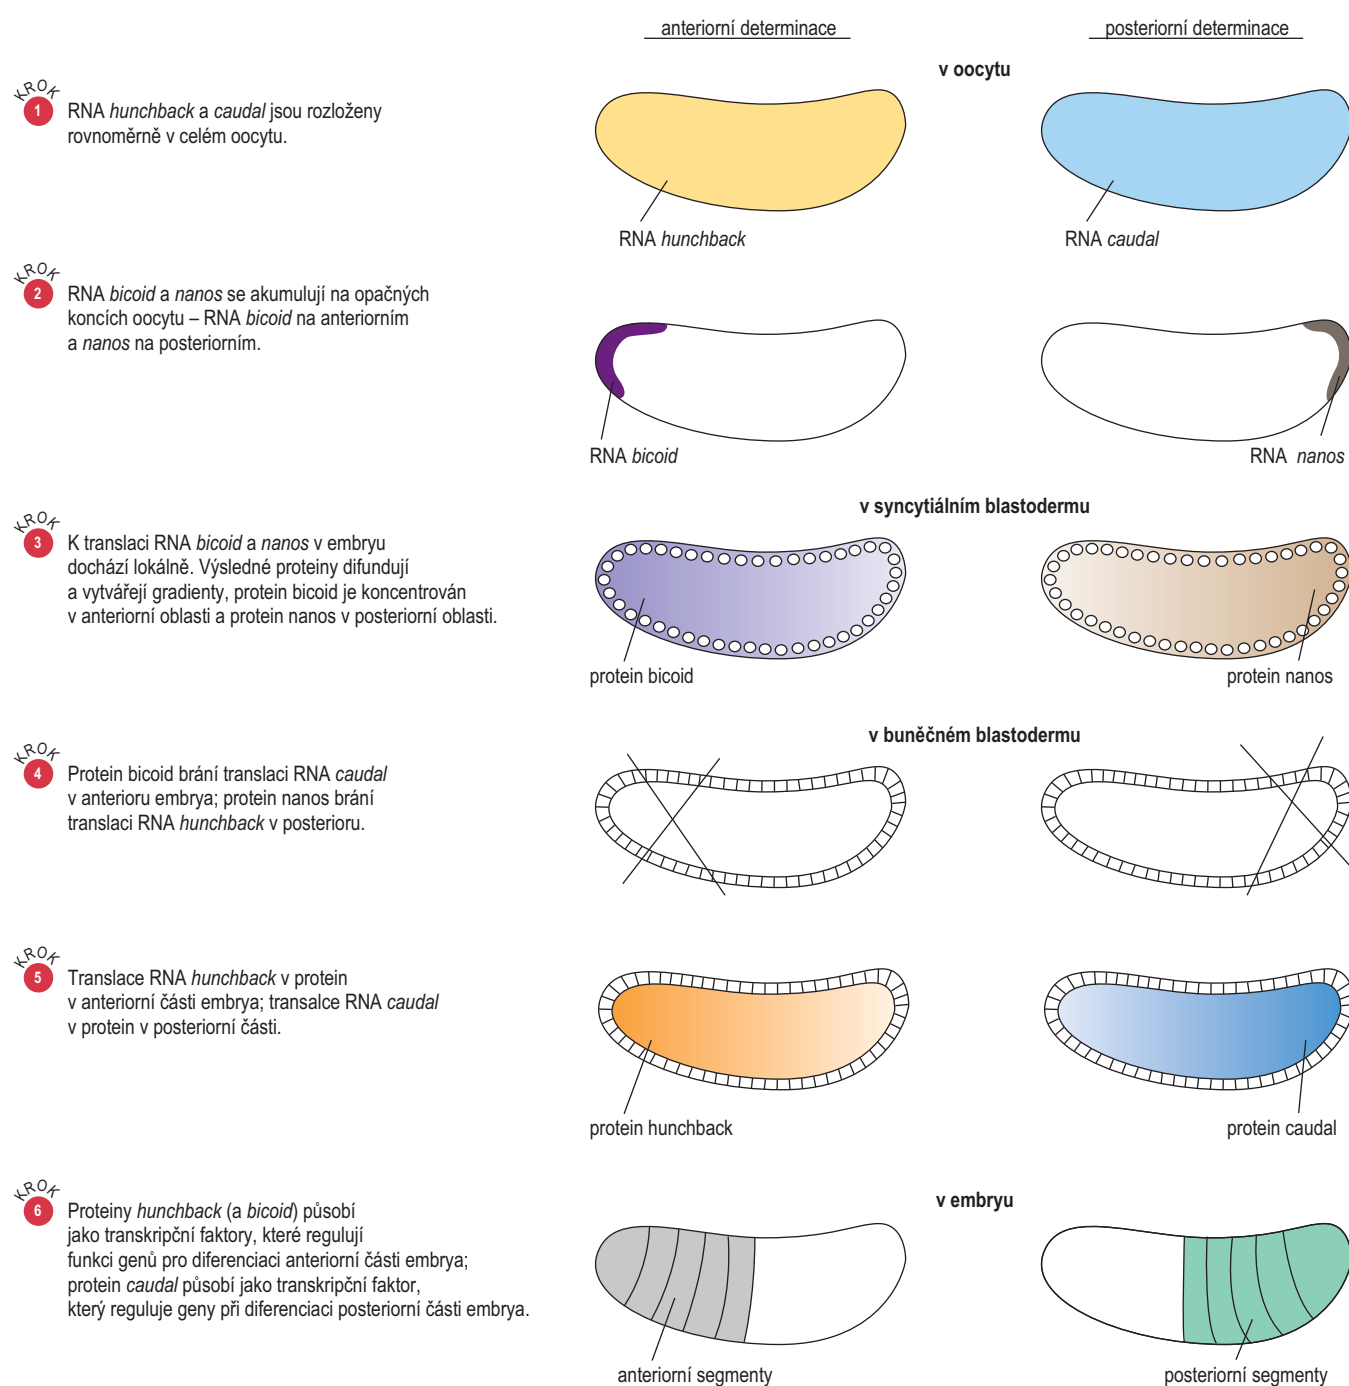 anteriorní determinace
posteriorní determinace
v oocytu
KROK
1
RNA hunchback a caudal jsou rozloženy
rovnoměrně v celém oocytu.
RNA hunchback
RNA caudal
KROK
2
RNA bicoid a nanos se akumulují na opačných
koncích oocytu – RNA bicoid na anteriorním
a nanos na posteriorním.
RNA bicoid
RNA nanos
v syncytiálním blastodermu
KROK
3
K translaci RNA bicoid a nanos v embryu
dochází lokálně. Výsledné proteiny difundují
a vytvářejí gradienty, protein bicoid je koncentrován
v anteriorní oblasti a protein nanos v posteriorní oblasti.
protein bicoid
protein nanos
v buněčném blastodermu
KROK
4
Protein bicoid brání translaci RNA caudal
v anterioru embrya; protein nanos brání
translaci RNA hunchback v posterioru.
KROK
5
Translace RNA hunchback v protein
v anteriorní části embrya; transalce RNA caudal
v protein v posteriorní části.
protein hunchback
protein caudal
v embryu
KROK
6
Proteiny hunchback (a bicoid) působí
jako transkripční faktory, které regulují
funkci genů pro diferenciaci anteriorní části embrya;
protein caudal působí jako transkripční faktor,
který reguluje geny při diferenciaci posteriorní části embrya.
anteriorní segmenty
posteriorní segmenty